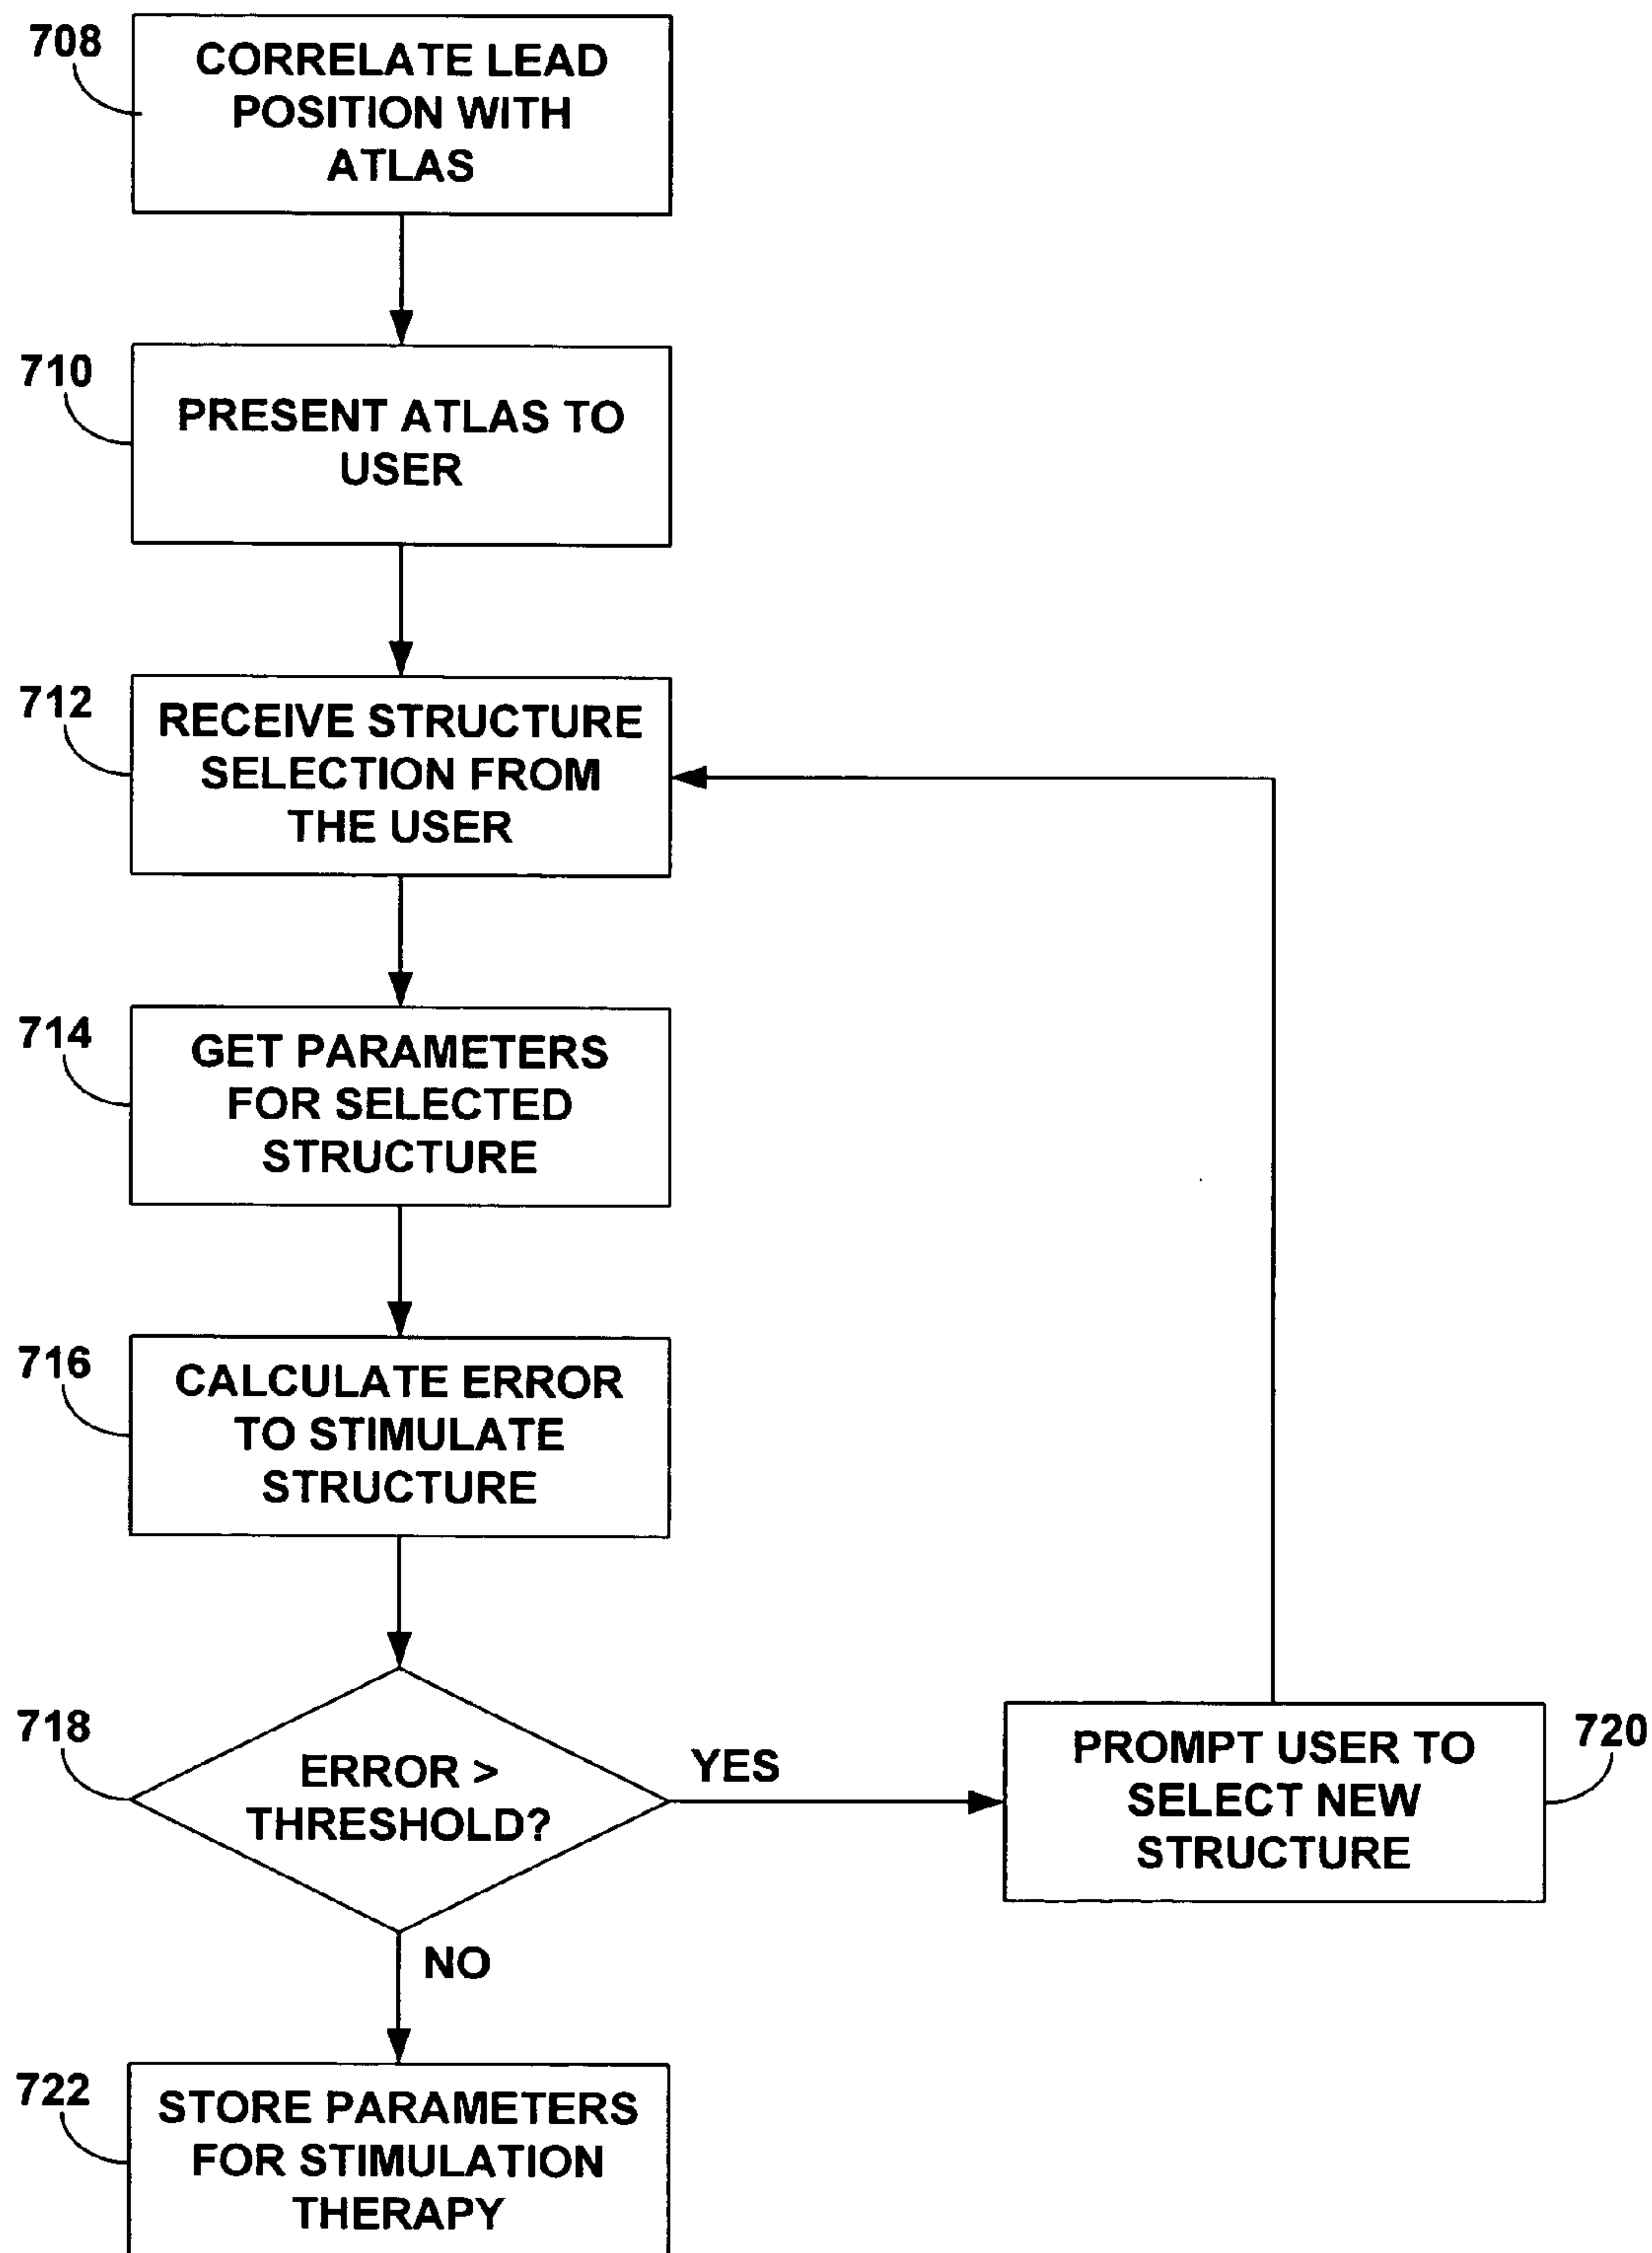 708
CORRELATE LEAD
POSITION WITH
ATLAS
710
PRESENT ATLAS TO
USER
712
RECEIVE STRUCTURE
SELECTION FROM
THE USER
714
GET PARAMETERS
FOR SELECTED
STRUCTURE
716
CALCULATE ERROR
TO STIMULATE
STRUCTURE
718
ERROR >
THRESHOLD?
YES
PROMPT USER TO
SELECT NEW
STRUCTURE
720
NO
722
STORE PARAMETERS
FOR STIMULATION
THERAPY